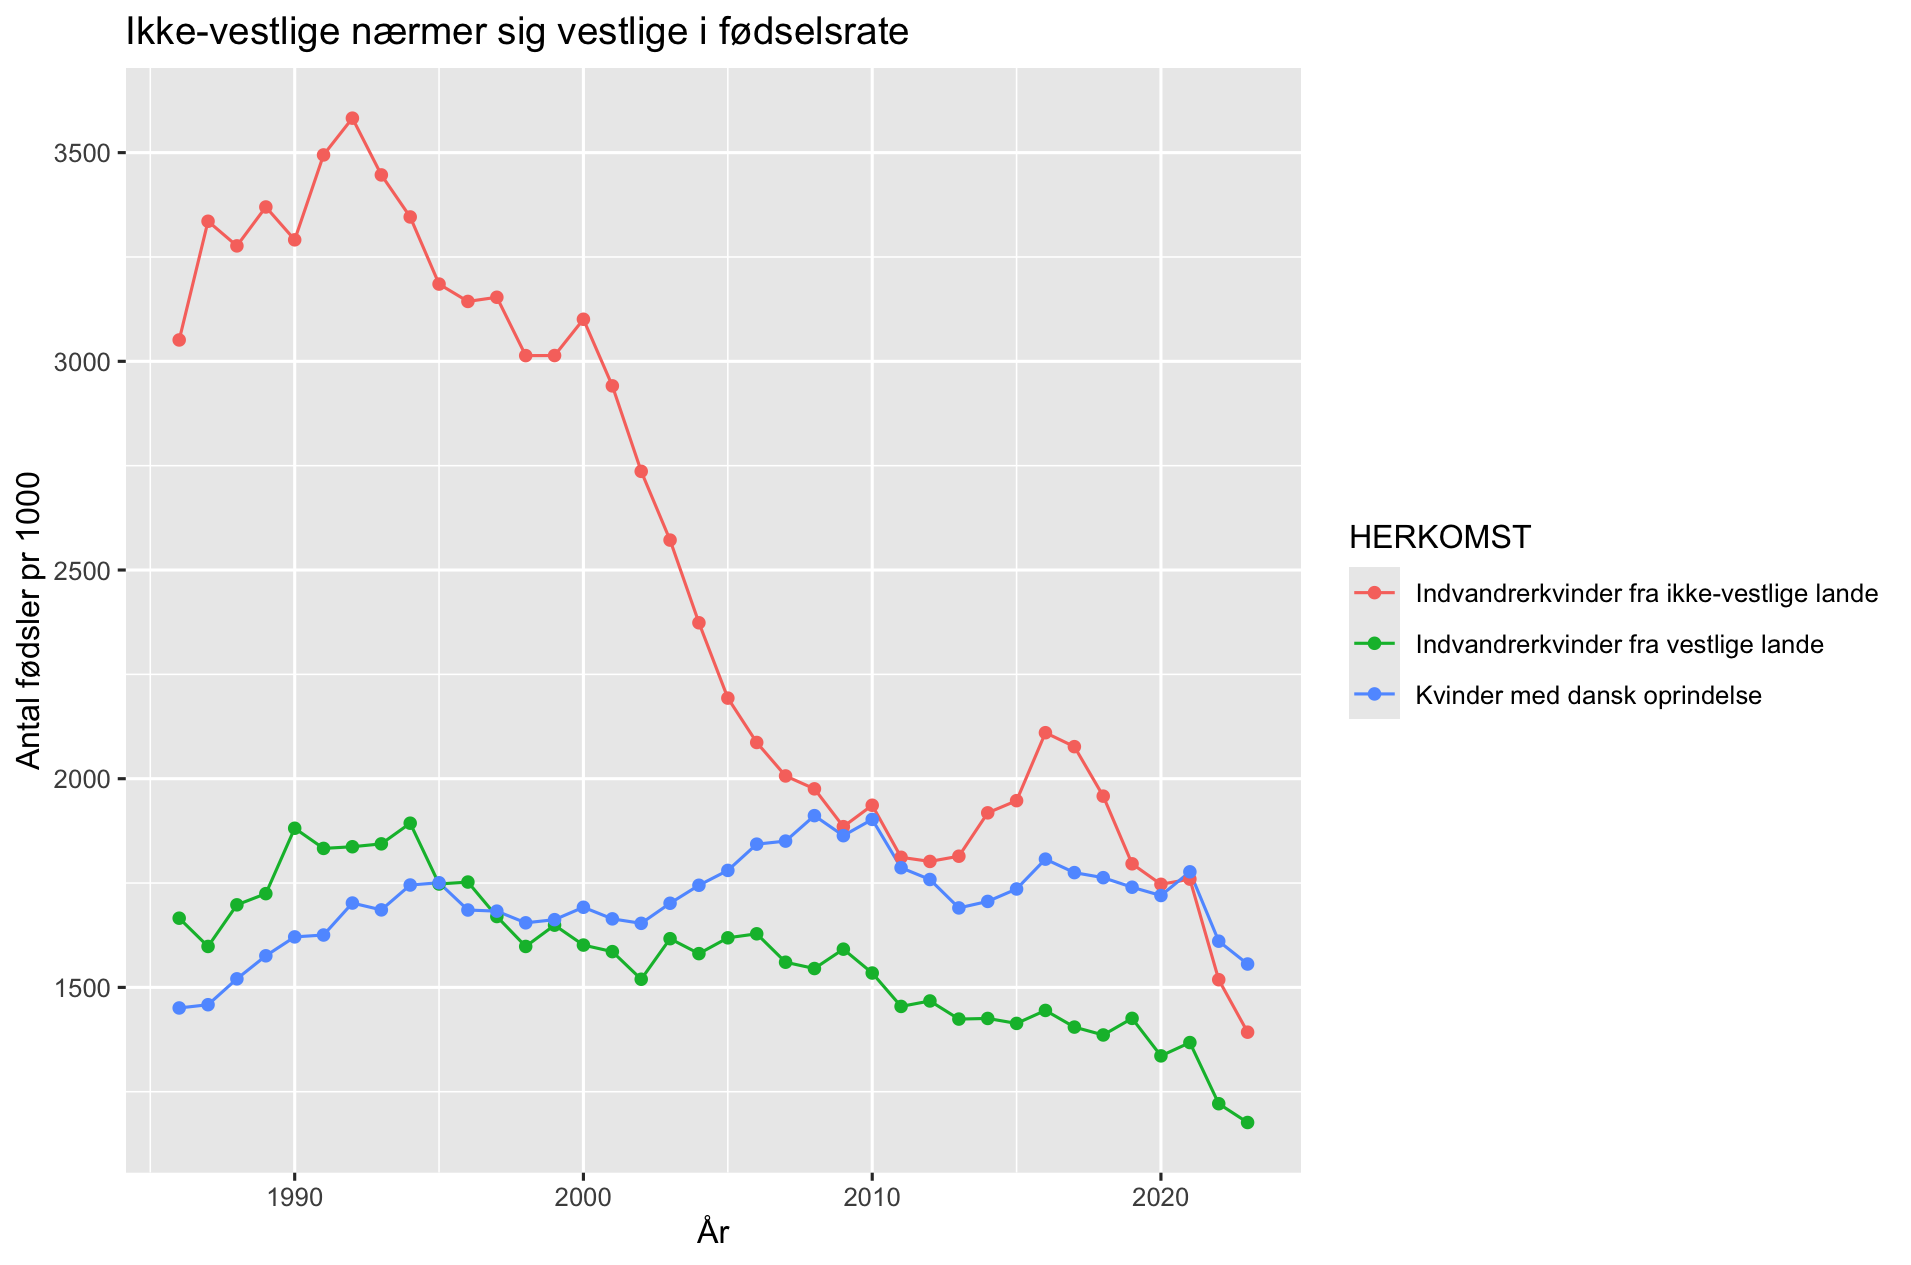 Ikke-vestlige nærmer sig vestlige i fødselsrate
Antal fødsler pr 1000
3500
3000
2500
2000
1500
1990
2000
2010
2020
År
HERKOMST
Indvandrerkvinder fra ikke-vestlige lande
Indvandrerkvinder fra vestlige lande
Kvinder med dansk oprindelse